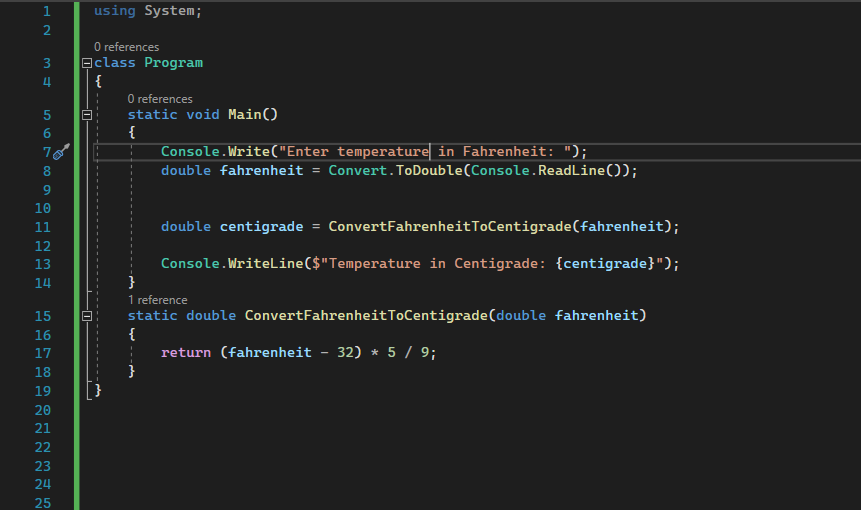 1 using System;
2
0 references
3 class Program
4 {
0 references
5 static void Main()
6 {
7 Console.Write("Enter temperature in Fahrenheit: ");
8 double fahrenheit = Convert.ToDouble(Console.ReadLine());
9
10
11 double centigrade = ConvertFahrenheitToCentigrade(fahrenheit);
12
13 Console.WriteLine($"Temperature in Centigrade: {centigrade}");
14 }
1 reference
15 static double ConvertFahrenheitToCentigrade(double fahrenheit)
16 {
17 return (fahrenheit - 32) * 5 / 9;
18 }
19 }
20
21
22
23
24
25